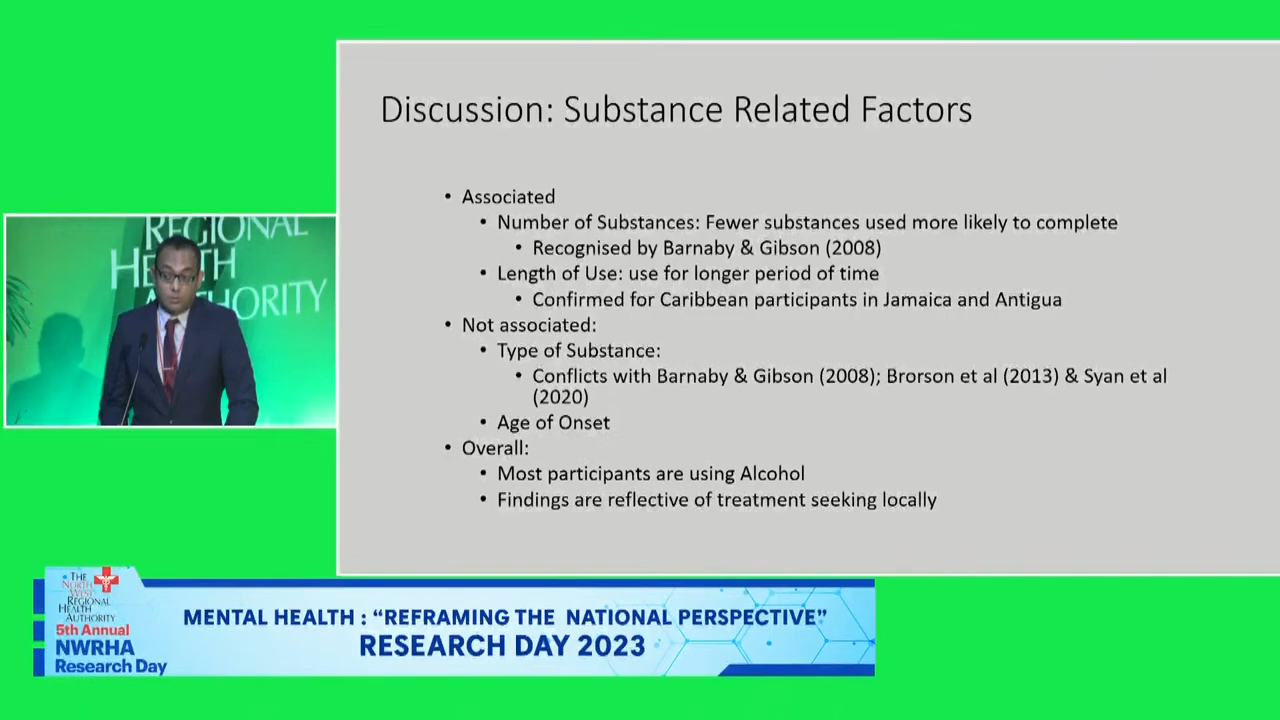 Discussion: Substance Related Factors
• Associated
• Number of Substances: Fewer substances used more likely to complete
• Recognised by Barnaby & Gibson (2008)
• Length of Use: use for longer period of time
• Confirmed for Caribbean participants in Jamaica and Antigua
• Not associated:
• Type of Substance:
• Conflicts with Barnaby & Gibson (2008); Brorson et al (2013) & Syan et al
(2020)
• Age of Onset
• Overall:
• Most participants are using Alcohol
• Findings are reflective of treatment seeking locally
REGIONAL
HEALTH
AUTHORITY
THE
NORTH
WEST
REGIONAL
HEALTH
AUTHORITY
5th Annual
NWRHA
Research Day
MENTAL HEALTH : “REFRAMING THE NATIONAL PERSPECTIVE”
RESEARCH DAY 2023